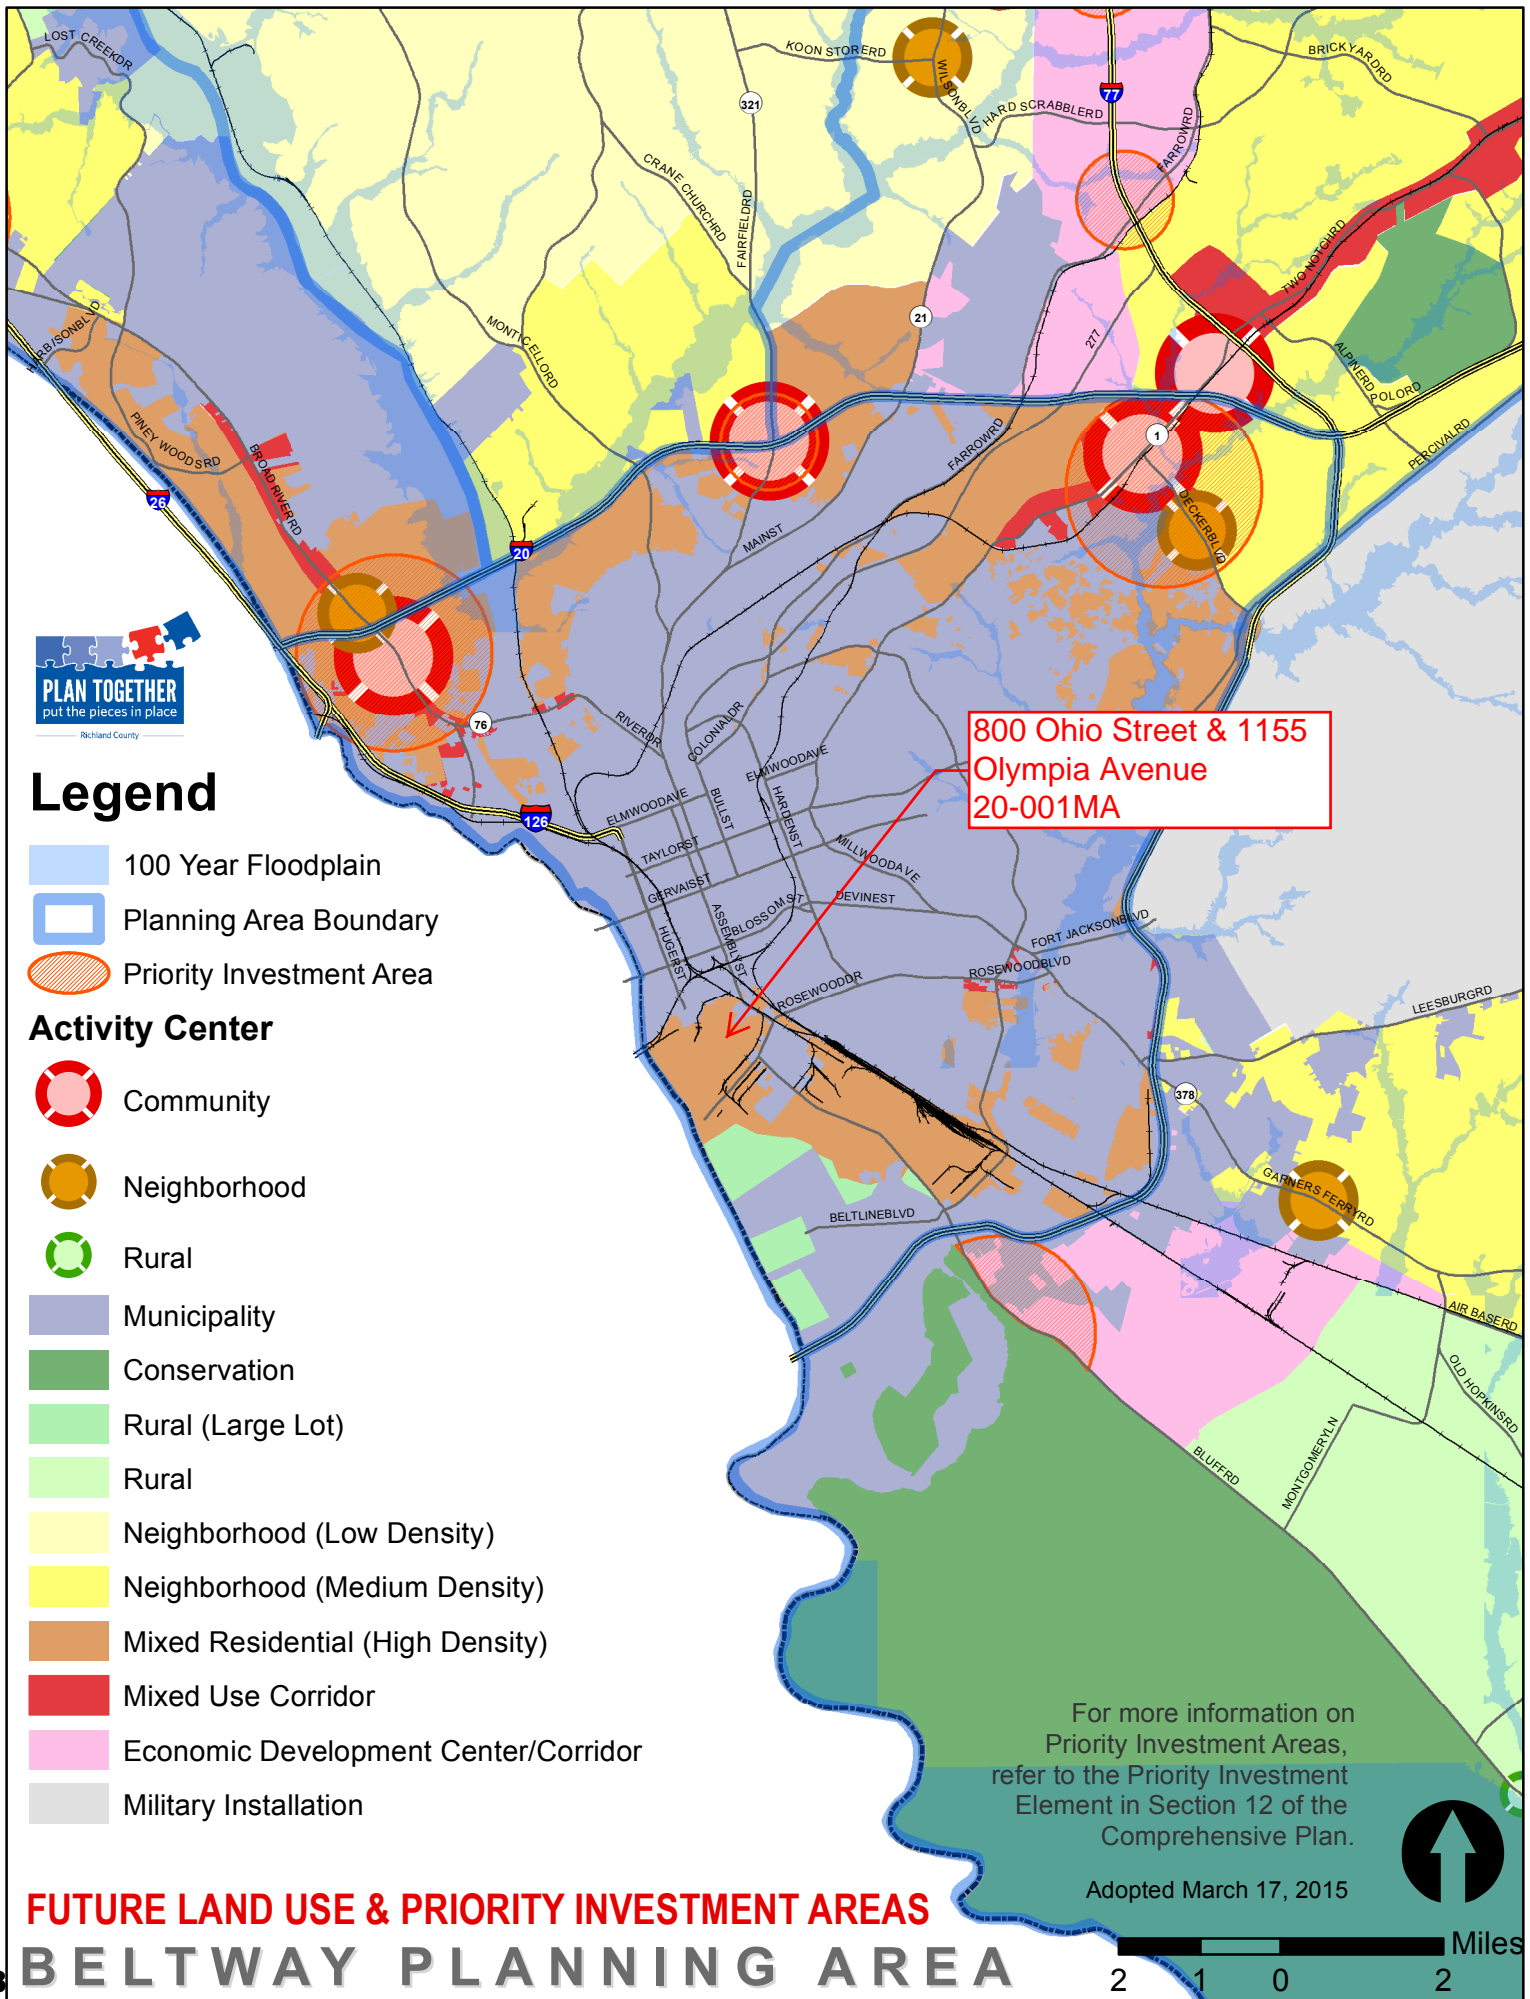 LOST CREEKDR
KOON STORERD
WILSONBLVD
BRICKYARDRD
77
321
HARD SCRABBLERD
FARROWRD
CRANE CHURCHRD
FAIRFIELDRD
TWO NOTCHRD
HARBISONBLVD
MONTICELLORD
21
277
ALPINERD
POLORD
PINEY WOODSRD
BROAD RIVERRD
FARROWRD
1
PERCIVALRD
26
20
MAINST
DECKERBLVD
PLAN TOGETHER
put the pieces in place
Richland County
76
RIVERDR
COLONIALDR
800 Ohio Street & 1155
Olympia Avenue
20-001MA
ELMWOODAVE
Legend
126
ELMWOODAVE
BULLST
HARDENST
TAYLORST
MILLWOODAVE
100 Year Floodplain
GERVAISST
DEVINEST
Planning Area Boundary
HUGERST
ASSEMBLYST
BLOSSOMST
FORT JACKSONBLVD
Priority Investment Area
ROSEWOODDR
ROSEWOODBLVD
LEESBURGRD
Activity Center
Community
378
Neighborhood
GARNERS FERRYRD
BELTLINEBLVD
Rural
Municipality
AIR BASERD
Conservation
OLD HOPKINSRD
Rural (Large Lot)
MONTGOMERYLN
BLUFFRD
Rural
Neighborhood (Low Density)
Neighborhood (Medium Density)
Mixed Residential (High Density)
Mixed Use Corridor
Economic Development Center/Corridor
Military Installation
For more information on
Priority Investment Areas,
refer to the Priority Investment
Element in Section 12 of the
Comprehensive Plan.
Adopted March 17, 2015
FUTURE LAND USE & PRIORITY INVESTMENT AREAS
BELTWAY PLANNING AREA
Miles
2 1 0 2